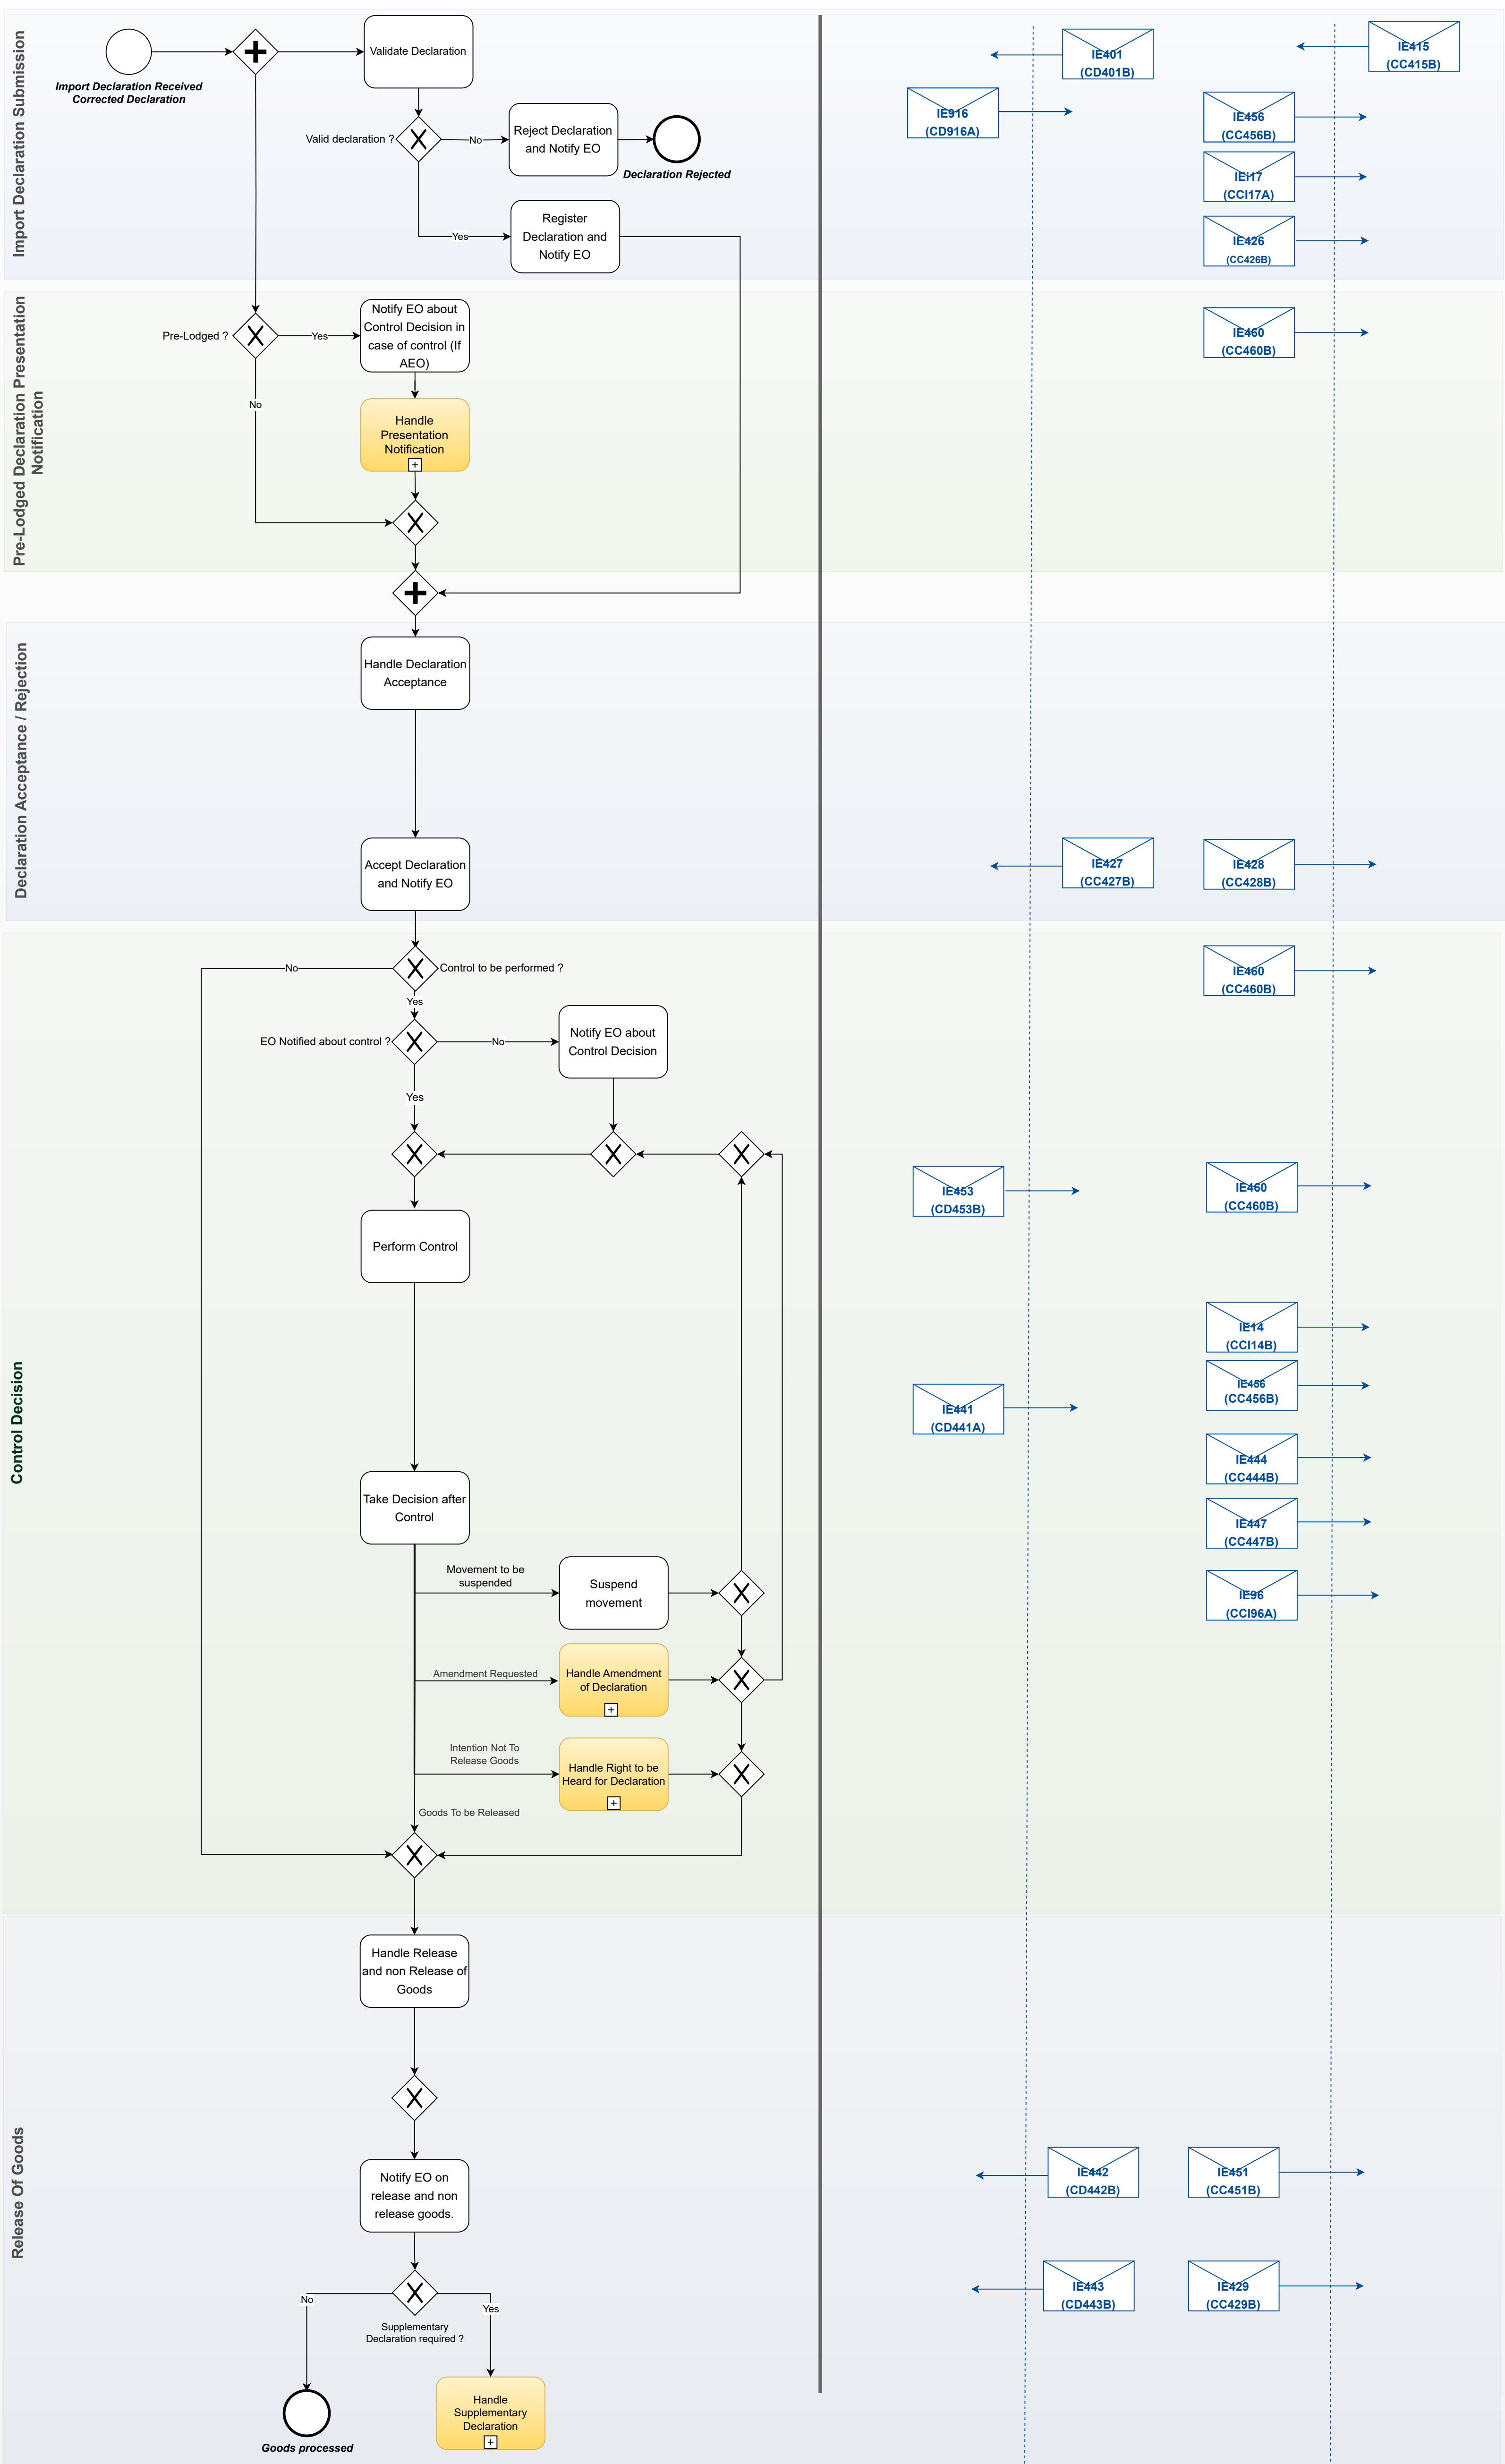 Import Declaration Submission
Import Declaration Received
Corrected Declaration
Validate Declaration
Valid declaration ?
No
Reject Declaration
and Notify EO
Declaration Rejected
Yes
Register
Declaration and
Notify EO
IE401
(CD401B)
IE415
(CC415B)
IE916
(CD916A)
IE456
(CC456B)
IEi17
(CCI17A)
IE426
(CC426B)
Pre-Lodged Declaration Presentation
Notification
Pre-Lodged ?
Yes
No
Notify EO about
Control Decision in
case of control (If
AEO)
Handle
Presentation
Notification
IE460
(CC460B)
Declaration Acceptance / Rejection
Handle Declaration
Acceptance
Accept Declaration
and Notify EO
IE427
(CC427B)
IE428
(CC428B)
Control Decision
No
Control to be performed ?
Yes
EO Notified about control ?
No
Notify EO about
Control Decision
Yes
Perform Control
Take Decision after
Control
Movement to be
suspended
Suspend
movement
Amendment Requested
Handle Amendment
of Declaration
Intention Not To
Release Goods
Handle Right to be
Heard for Declaration
Goods To be Released
IE460
(CC460B)
IE453
(CD453B)
IE460
(CC460B)
IE14
(CCI14B)
IE456
(CC456B)
IE441
(CD441A)
IE444
(CC444B)
IE447
(CC447B)
IE96
(CCI96A)
Release Of Goods
Handle Release
and non Release of
Goods
Notify EO on
release and non
release goods.
No
Yes
Supplementary
Declaration required ?
Goods processed
Handle
Supplementary
Declaration
IE442
(CD442B)
IE451
(CC451B)
IE443
(CD443B)
IE429
(CC429B)